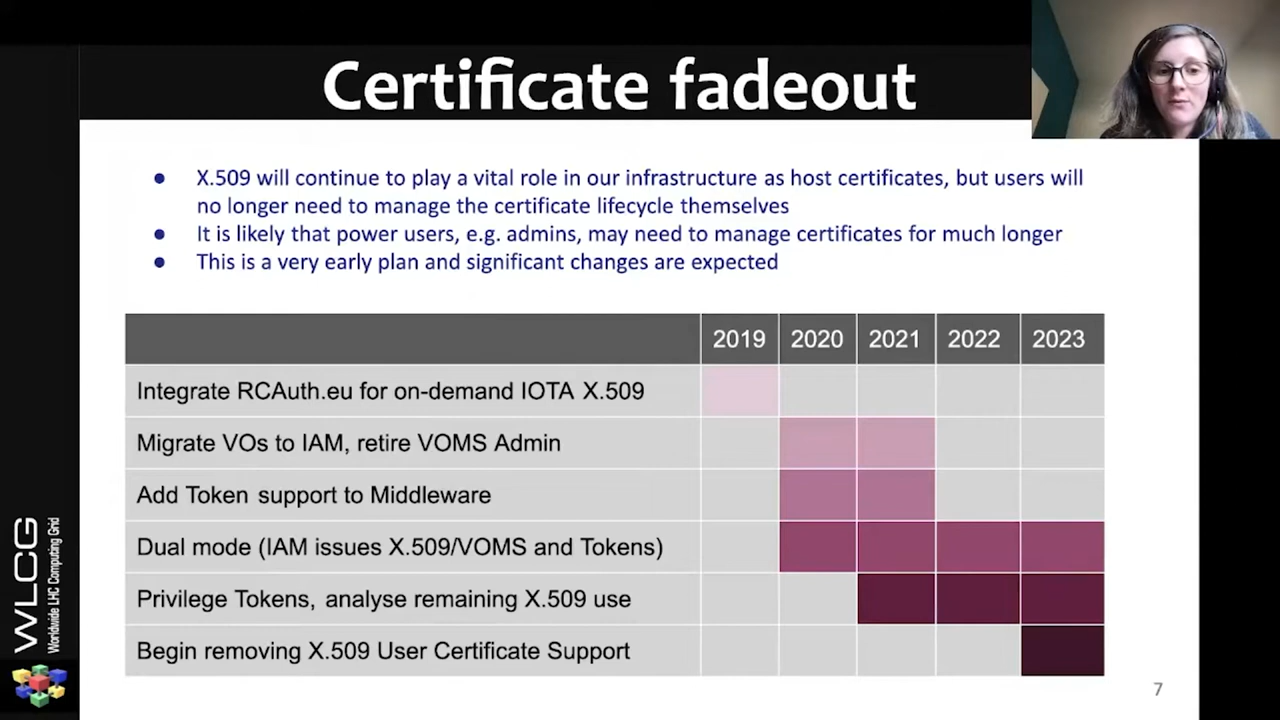 Certificate fadeout
● X.509 will continue to play a vital role in our infrastructure as host certificates, but users will
no longer need to manage the certificate lifecycle themselves
● It is likely that power users, e.g. admins, may need to manage certificates for much longer
● This is a very early plan and significant changes are expected
2019 2020 2021 2022 2023
Integrate RCAuth.eu for on-demand IOTA X.509
Migrate VOs to IAM, retire VOMS Admin
Add Token support to Middleware
Dual mode (IAM issues X.509/VOMS and Tokens)
Privilege Tokens, analyse remaining X.509 use
Begin removing X.509 User Certificate Support
WLCG
Worldwide LHC Computing Grid
7